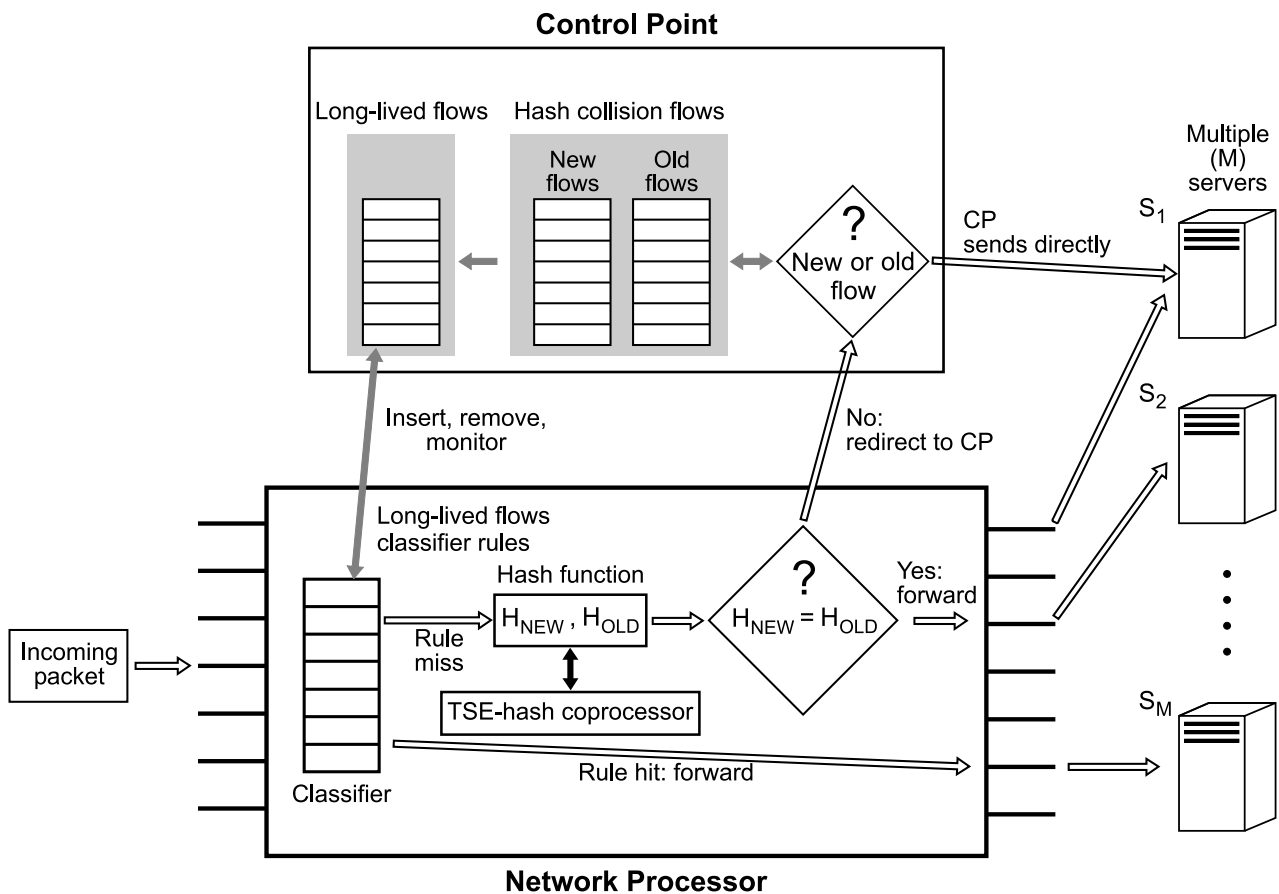 Control Point
Long-lived flows
Hash collision flows
New
flows
Old
flows
?
New or old
flow
CP
sends directly
Multiple
(M)
servers
S1
S2
SM
Insert, remove,
monitor
No:
redirect to CP
Long-lived flows
classifier rules
Hash function
HNEW , HOLD
Rule
miss
TSE-hash coprocessor
?
HNEW = HOLD
Yes:
forward
Incoming
packet
Rule hit: forward
Classifier
Network Processor